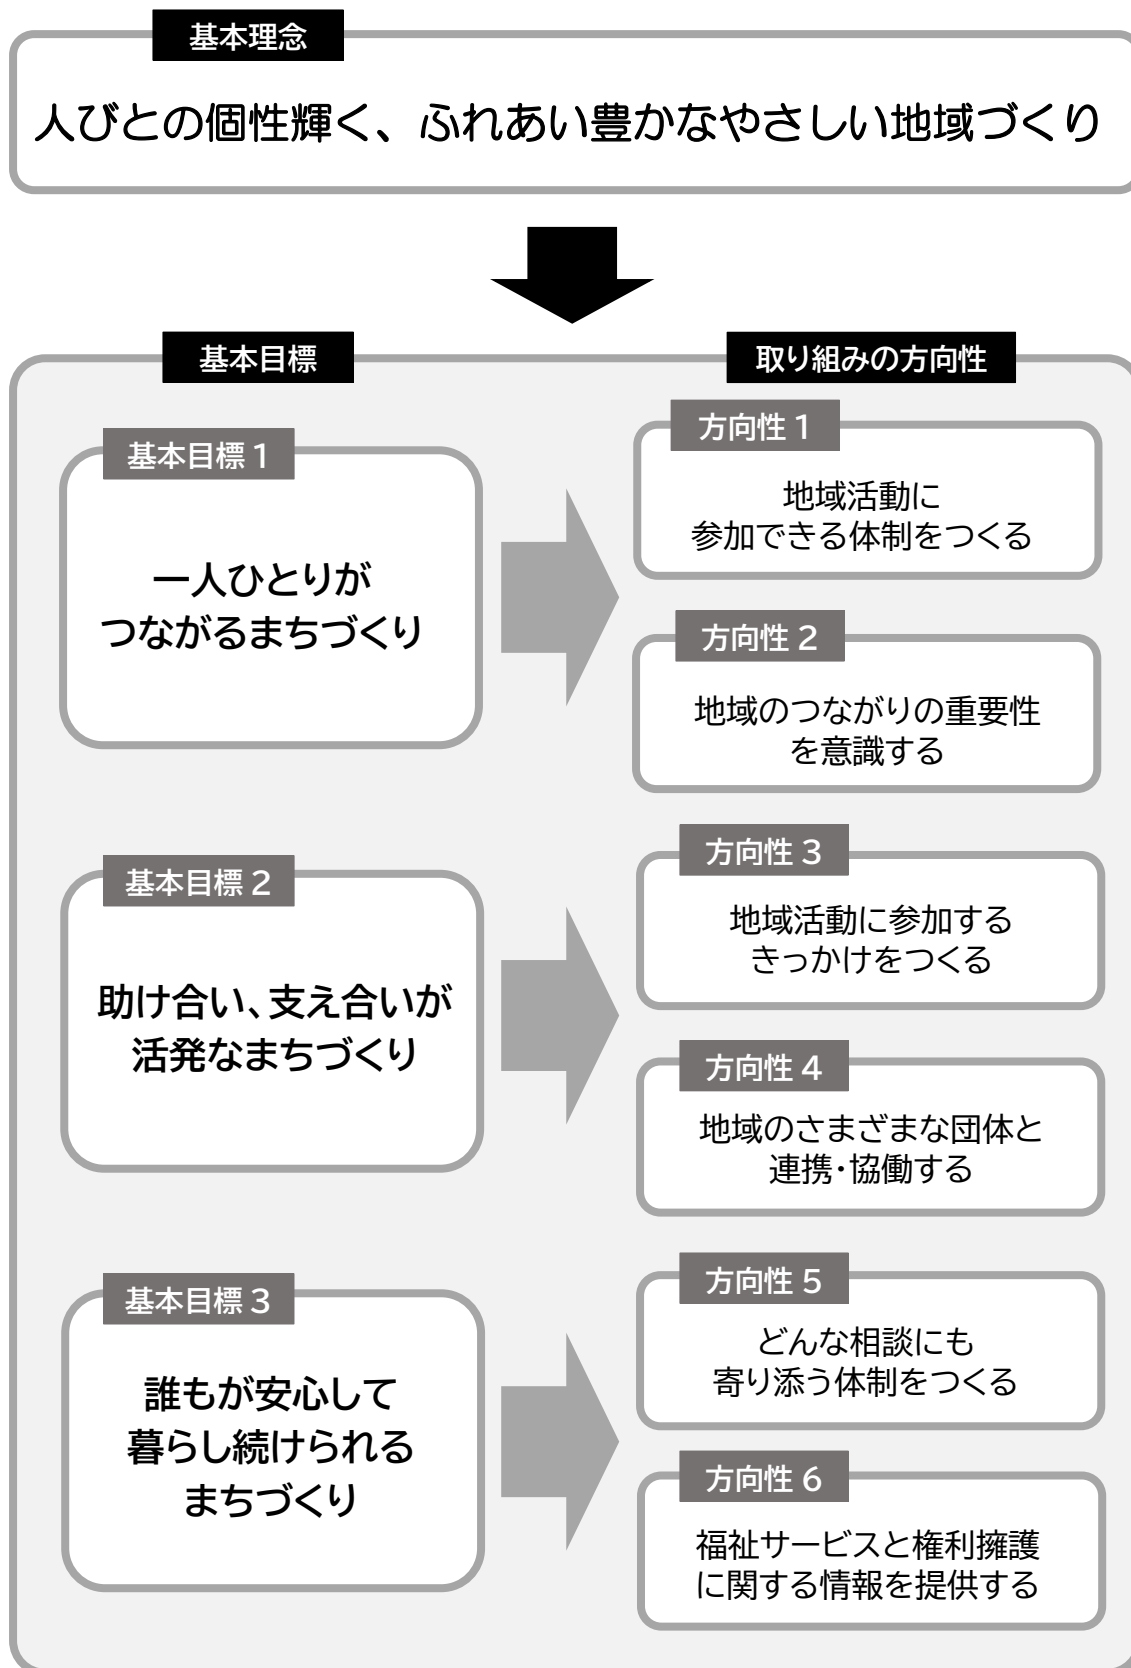 基本理念
人びとの個性輝く、ふれあい豊かなやさしい地域づくり
基本目標
取り組みの方向性
基本目標1
一人ひとりが
つながるまちづくり
方向性1
地域活動に
参加できる体制をつくる
方向性2
地域のつながりの重要性
を意識する
基本目標2
助け合い、支え合いが
活発なまちづくり
方向性3
地域活動に参加する
きっかけをつくる
方向性4
地域のさまざまな団体と
連携・協働する
基本目標3
誰もが安心して
暮らし続けられる
まちづくり
方向性5
どんな相談にも
寄り添う体制をつくる
方向性6
福祉サービスと権利擁護
に関する情報を提供する